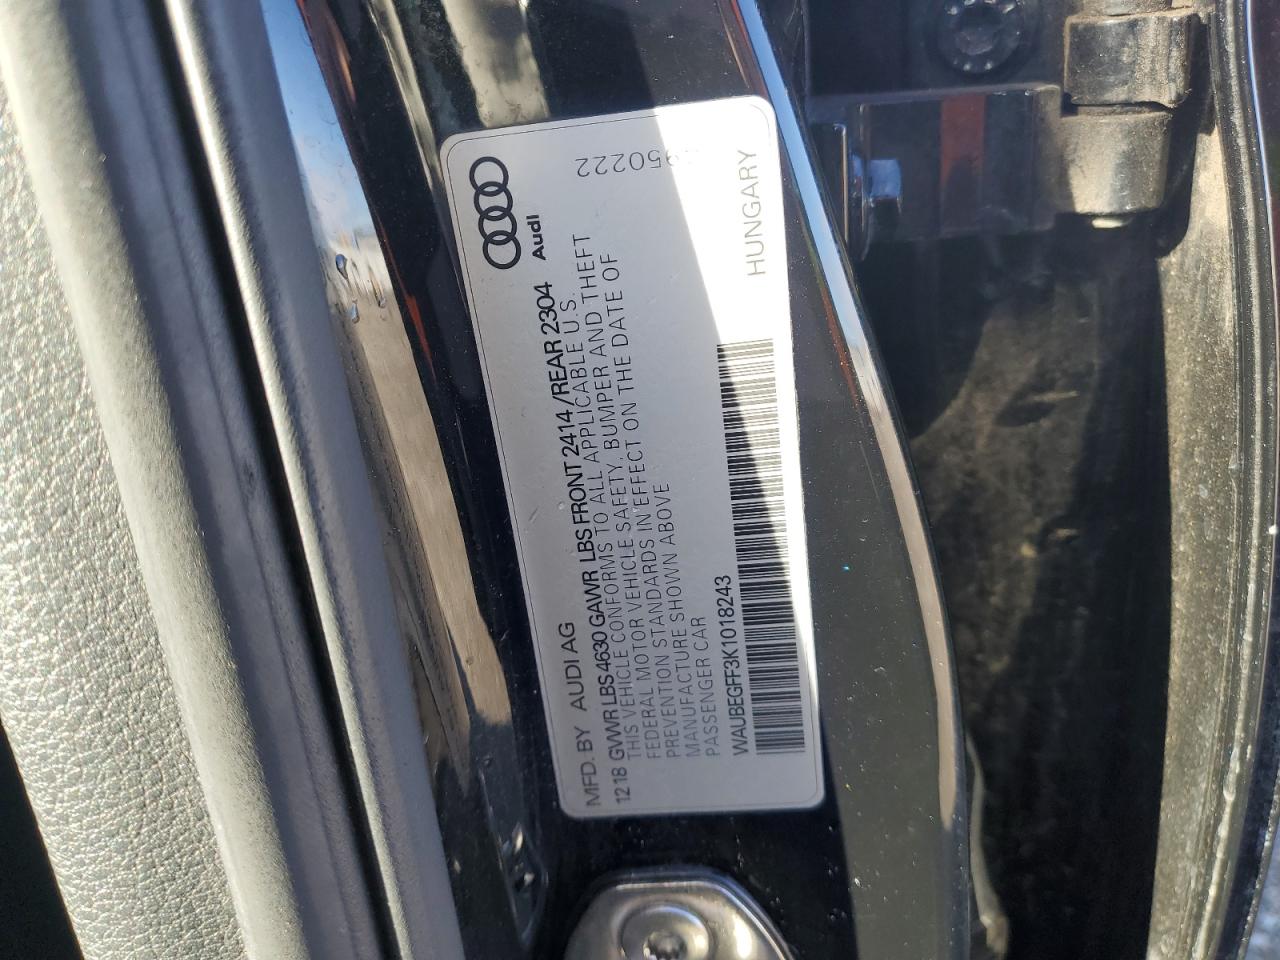 Audi
MFD. BY AUDI AG
12 18 GVWR LBS 4630 GAWR LBS FRONT 2414 /REAR 2304
THIS VEHICLE CONFORMS TO ALL APPLICABLE U.S.
FEDERAL MOTOR VEHICLE SAFETY, BUMPER AND THEFT
PREVENTION STANDARDS IN EFFECT ON THE DATE OF
MANUFACTURE SHOWN ABOVE
PASSENGER CAR
WAUBEGFF3K1018243
HUNGARY